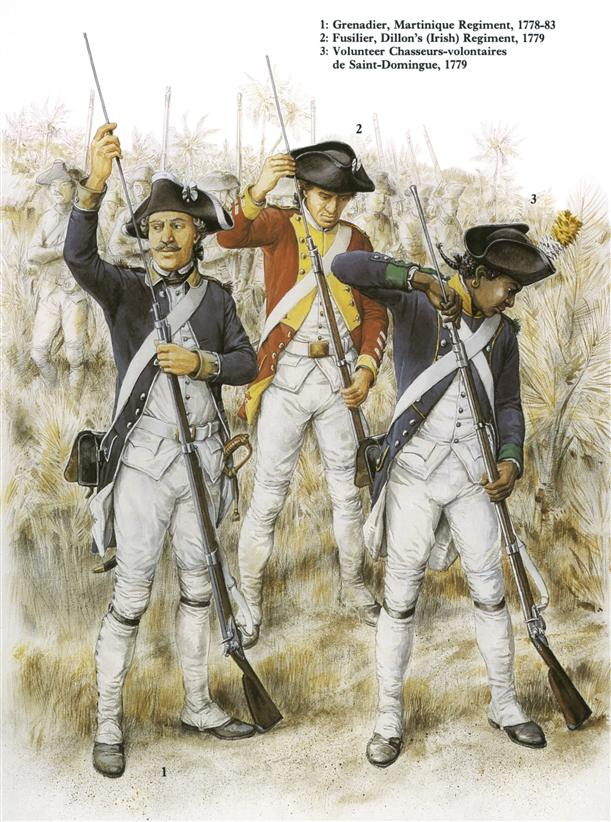 1: Grenadier, Martinique Regiment, 1778-83
2: Fusilier, Dillon's (Irish) Regiment, 1779
3: Volunteer Chasseurs-volontaires
de Saint-Domingue, 1779
2
3
1